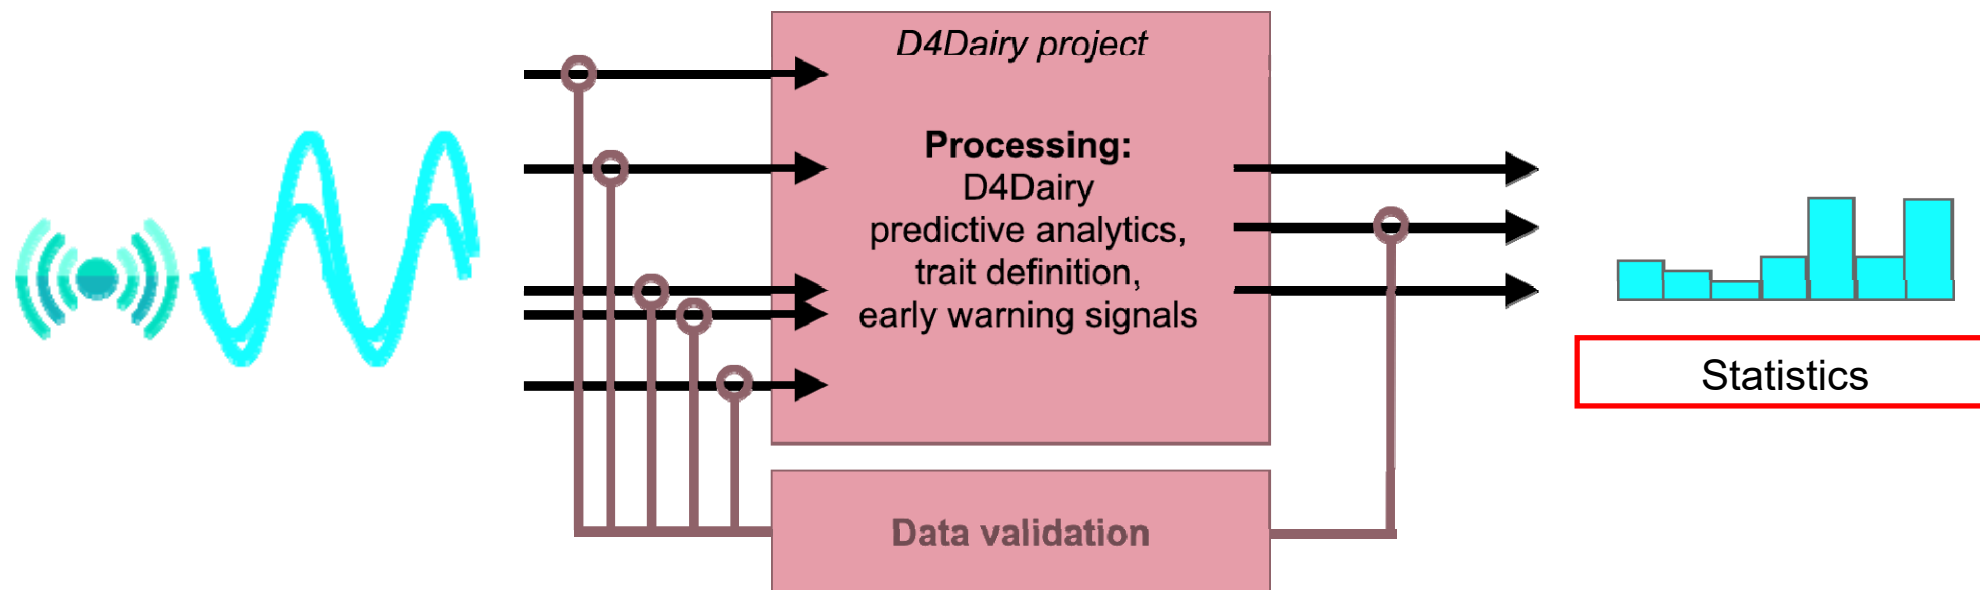 D4Dairy project
Processing:
D4Dairy
predictive analytics,
trait definition,
early warning signals
Statistics
Data validation